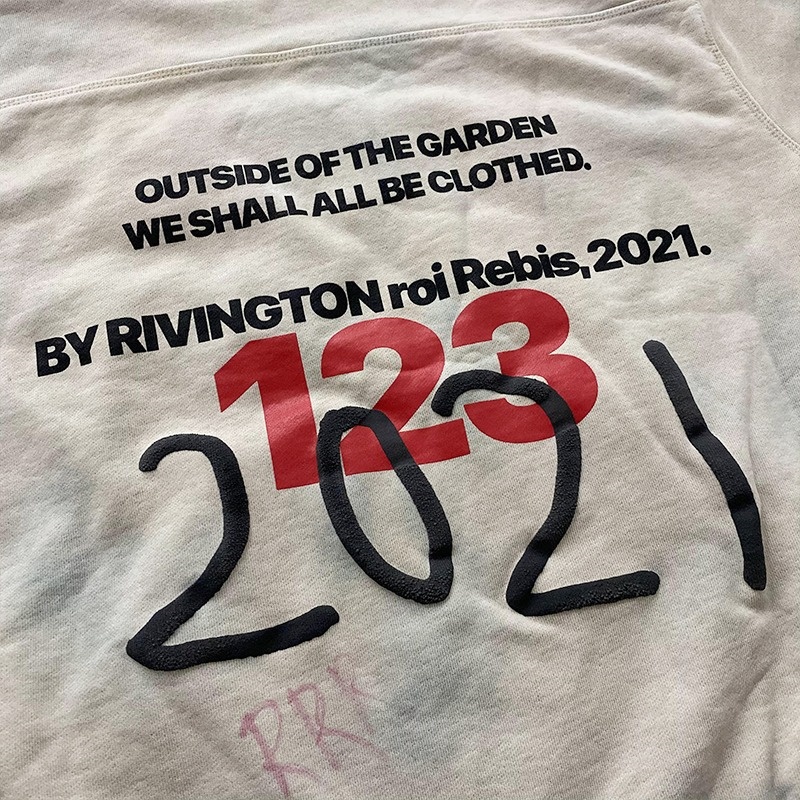 OUTSIDE OF THE GARDEN
WE SHALL ALL BE CLOTHED.
BY RIVINGTON roi Rebis, 2021.
123
2021
RRR